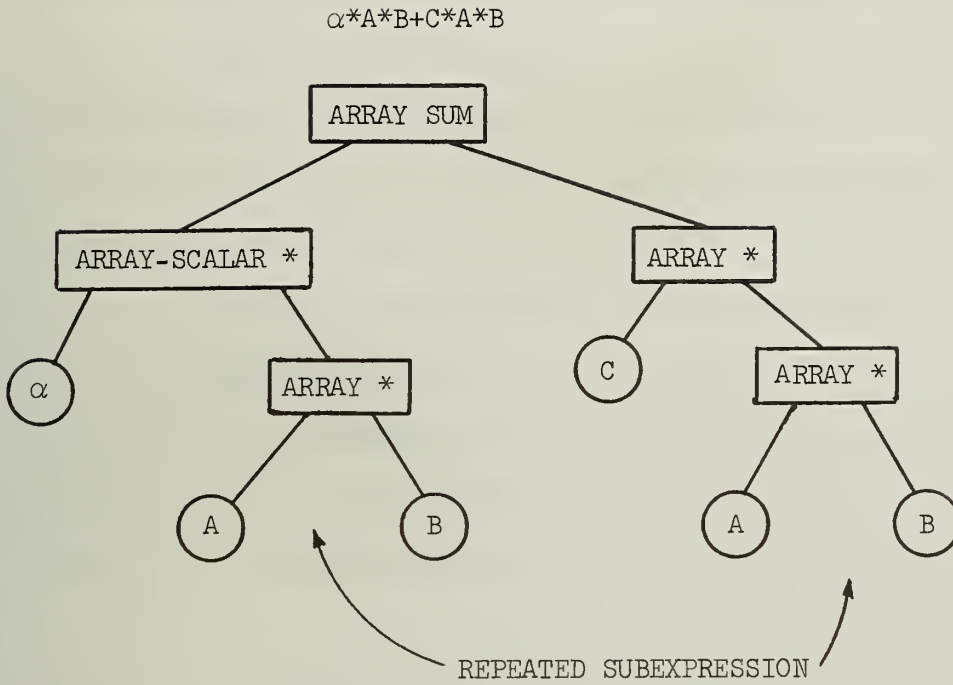 α*A*B+C*A*B
ARRAY SUM
ARRAY-SCALAR *
ARRAY *
α
ARRAY *
C
ARRAY *
A
B
A
B
REPEATED SUBEXPRESSION